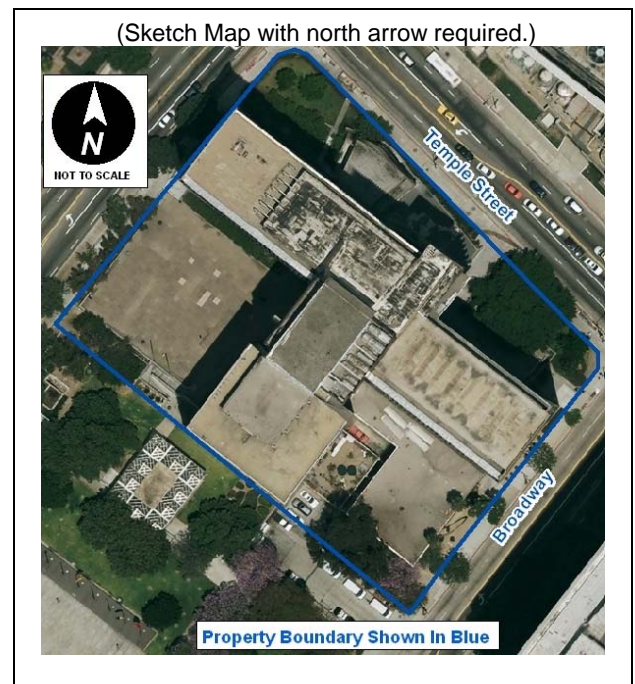 (Sketch Map with north arrow required.)
N
NOT TO SCALE
Temple Street
Broadway
Property Boundary Shown In Blue